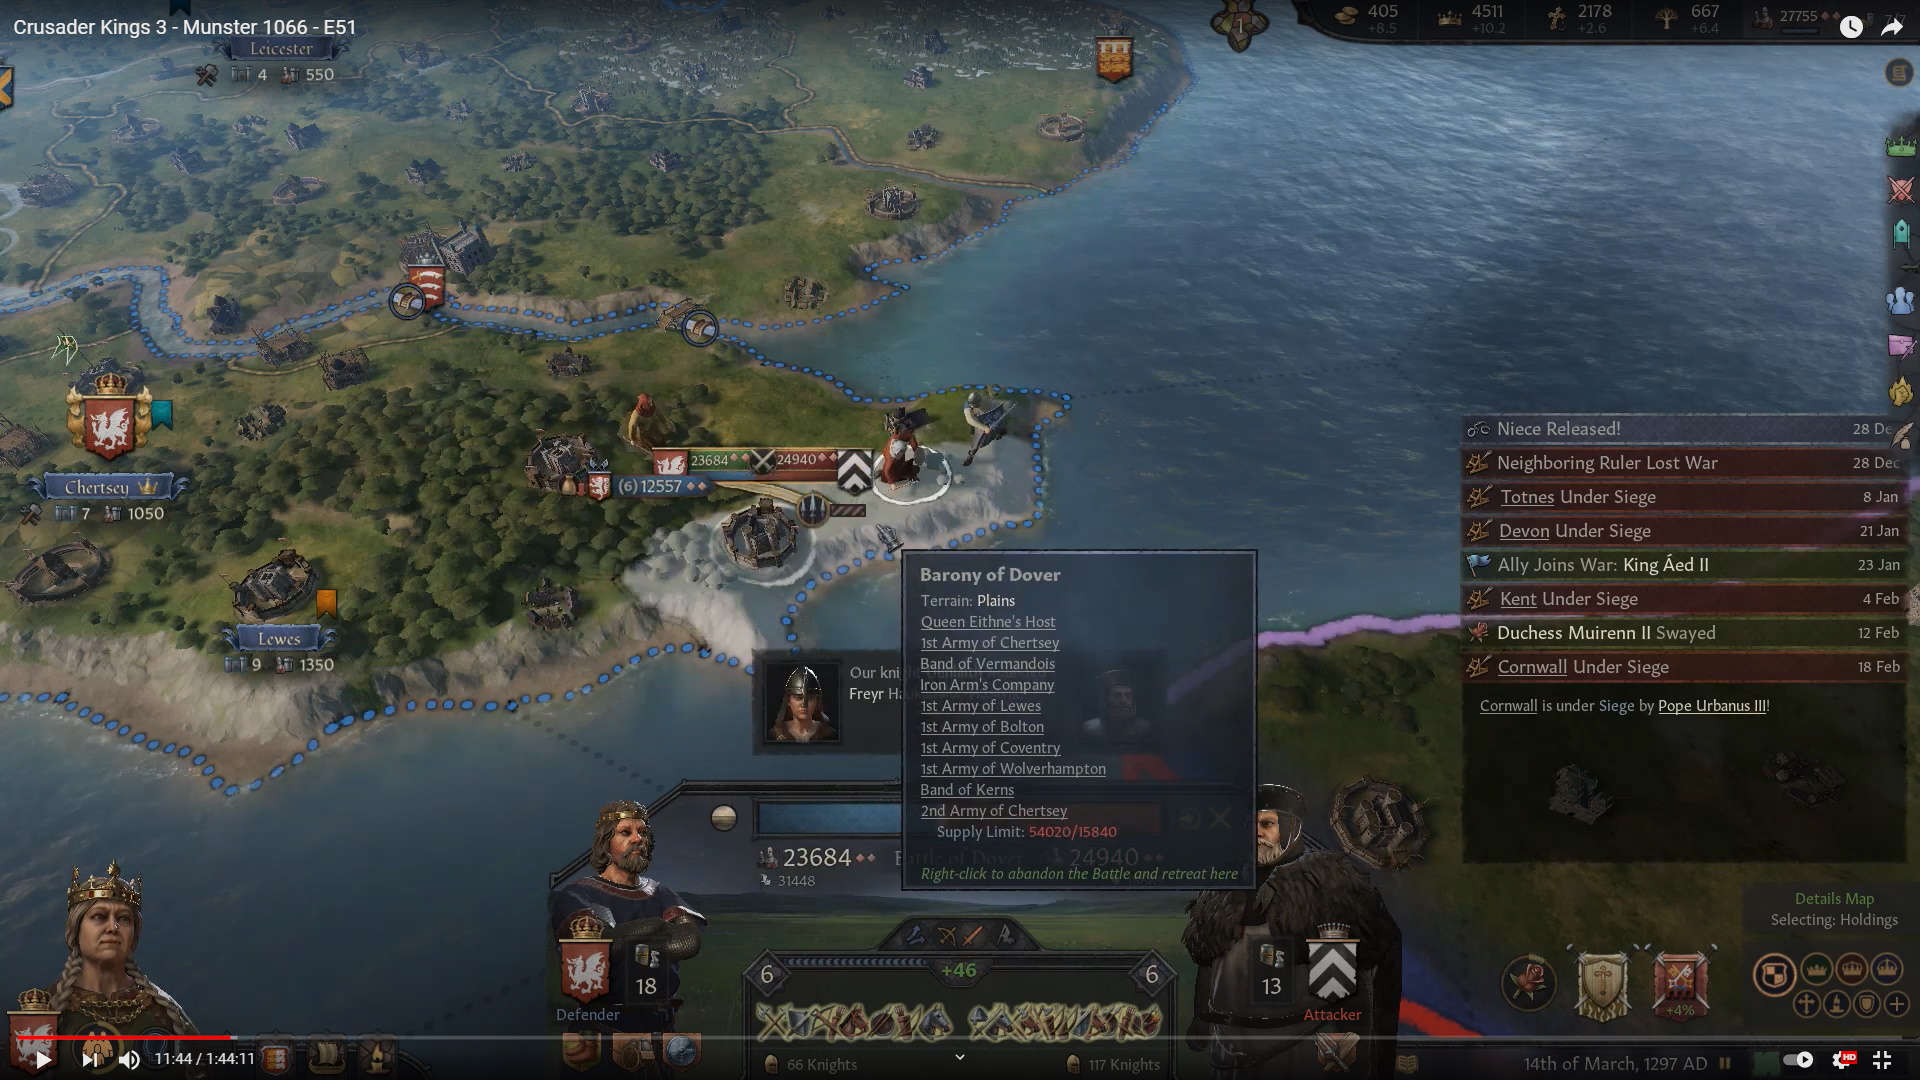 Crusader Kings 3 - Munster 1066 - E51
Leicester
4 550
1
405
+8.5
4511
+10.2
2178
+2.6
667
+6.4
27755
Chertsey
7 1050
Lewes
9 1350
23684 24940
(6) 12557
Niece Released!
Neighboring Ruler Lost War 28 Dec
Totnes Under Siege 8 Jan
Devon Under Siege 21 Jan
Ally Joins War: King Áed II 23 Jan
Kent Under Siege 4 Feb
Duchess Muirenn II Swayed 12 Feb
Cornwall Under Siege 18 Feb
Cornwall is under Siege by Pope Urbanus III!
Barony of Dover
Terrain: Plains
Queen Eithne's Host
1st Army of Chertsey
Band of Vermandois
Iron Arm's Company
1st Army of Lewes
1st Army of Bolton
1st Army of Coventry
1st Army of Wolverhampton
Band of Kerns
2nd Army of Chertsey
Supply Limit: 54020/15840
Right-click to abandon the Battle and retreat here
Our
Freyr
23684
31448
Battle of Dover
24940
18
Defender
6
+46
6
13
Attacker
66 Knights
117 Knights
Details Map
Selecting: Holdings
+4%
11:44 / 1:44:11
14th of March, 1297 AD
HD